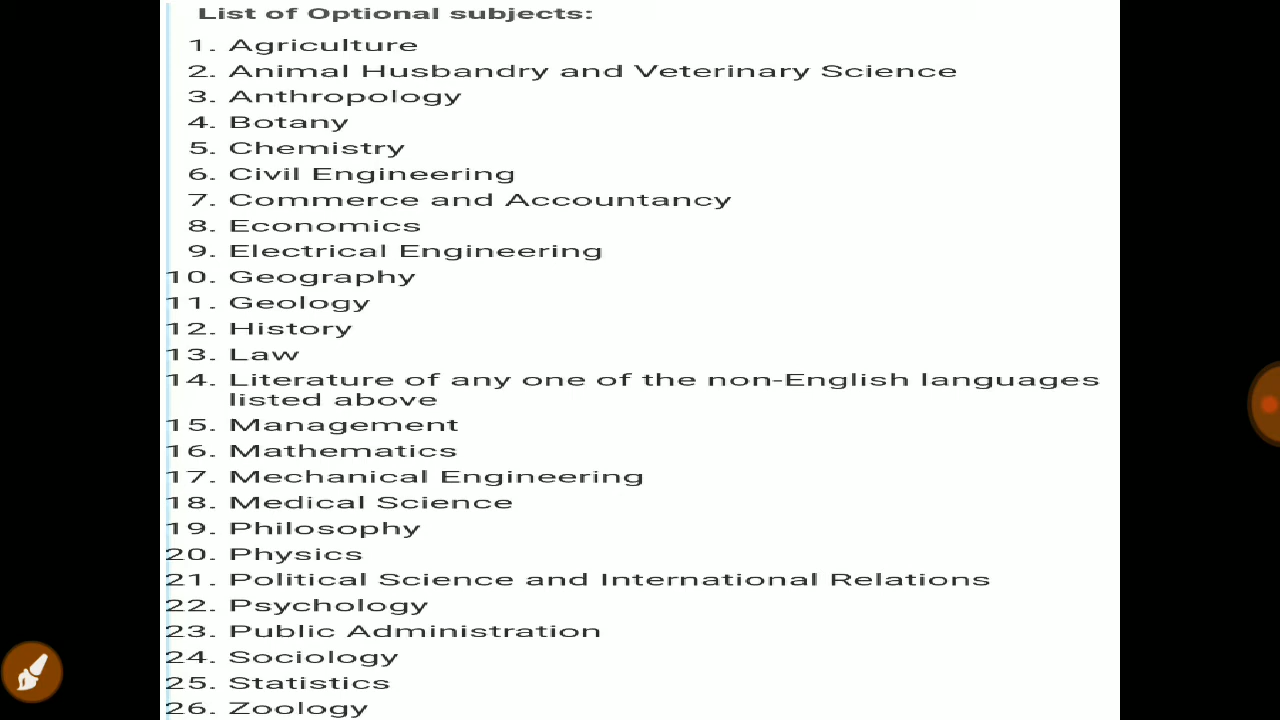 List of Optional subjects:
1. Agriculture
2. Animal Husbandry and Veterinary Science
3. Anthropology
4. Botany
5. Chemistry
6. Civil Engineering
7. Commerce and Accountancy
8. Economics
9. Electrical Engineering
10. Geography
11. Geology
12. History
13. Law
14. Literature of any one of the non-English languages
listed above
15. Management
16. Mathematics
17. Mechanical Engineering
18. Medical Science
19. Philosophy
20. Physics
21. Political Science and International Relations
22. Psychology
23. Public Administration
24. Sociology
25. Statistics
26. Zoology